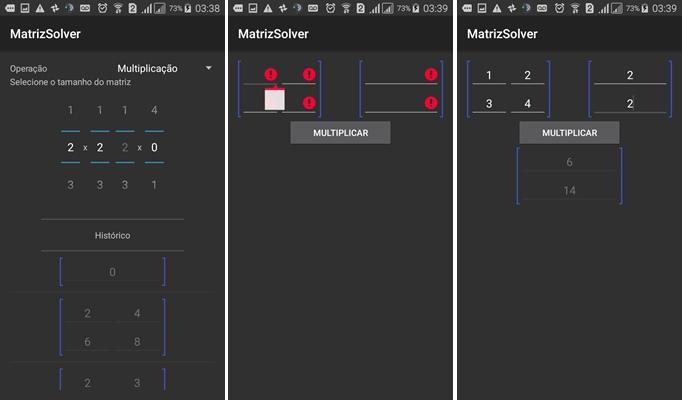 73% 03:38
MatrizSolver
Operação Multiplicação
Selecione o tamanho do matriz
1 1 1 4
2 x 2 2 x 0
3 3 3 1
Histórico
0
2 4
6 8
2 3
73% 03:39
MatrizSolver
MULTIPLICAR
73% 03:39
MatrizSolver
1 2 2
3 4 2
MULTIPLICAR
6
14